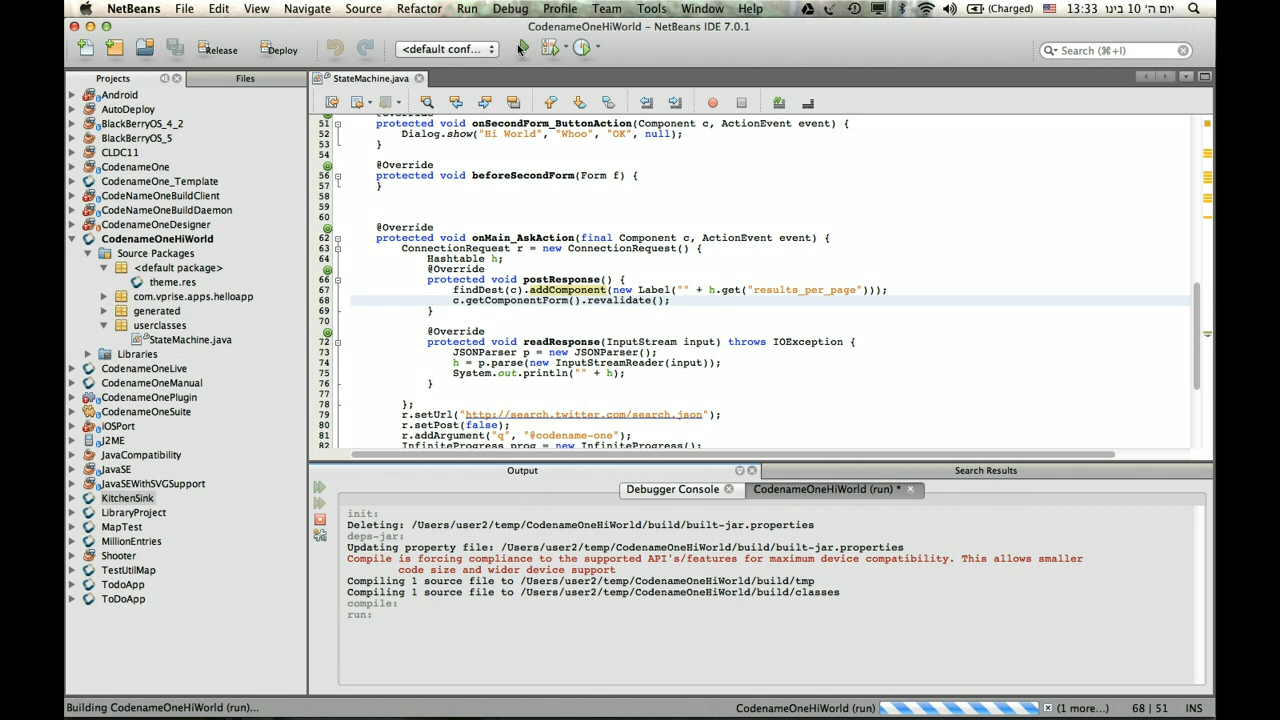 NetBeans File Edit View Navigate Source Refactor Run Debug Profile Team Tools Window Help (Charged) 13:33 יום ה׳ 10 בינו
CodenameOneHiWorld - NetBeans IDE 7.0.1
Release Deploy <default conf... Search (⌘+I)
Projects Files StateMachine.java
Android
AutoDeploy
BlackBerryOS_4_2
BlackBerryOS_5
CLDC11
CodenameOne
CodenameOne_Template
CodeNameOneBuildClient
CodeNameOneBuildDaemon
CodenameOneDesigner
CodenameOneHiWorld
Source Packages
<default package>
theme.res
com.vprise.apps.helloapp
generated
userclasses
StateMachine.java
Libraries
CodenameOneLive
CodenameOneManual
CodenameOnePlugin
CodenameOneSuite
iOSPort
J2ME
JavaCompatibility
JavaSE
JavaSEWithSVGSupport
KitchenSink
LibraryProject
MapTest
MillionEntries
Shooter
TestUtilMap
TodoApp
ToDoApp
51 protected void onSecondForm_ButtonAction(Component c, ActionEvent event) {
52 Dialog.show("Hi World", "Whoo", "OK", null);
53 }
54
@Override
56 protected void beforeSecondForm(Form f) {
57 }
58
59
60
@Override
62 protected void onMain_AskAction(final Component c, ActionEvent event) {
63 ConnectionRequest r = new ConnectionRequest() {
64 Hashtable h;
@Override
66 protected void postResponse() {
67 findDest(c).addComponent(new Label("" + h.get("results_per_page")));
68 c.getComponentForm().revalidate();
69 }
70
@Override
72 protected void readResponse(InputStream input) throws IOException {
73 JSONParser p = new JSONParser();
74 h = p.parse(new InputStreamReader(input));
75 System.out.println("" + h);
76 }
77
78 };
79 r.setUrl("http://search.twitter.com/search.json");
80 r.setPost(false);
81 r.addArgument("q", "@codename-one");
82 InfiniteProgress prog = new InfiniteProgress();
Output Search Results
Debugger Console CodenameOneHiWorld (run) *
init:
Deleting: /Users/user2/temp/CodenameOneHiWorld/build/built-jar.properties
deps-jar:
Updating property file: /Users/user2/temp/CodenameOneHiWorld/build/built-jar.properties
Compile is forcing compliance to the supported API's/features for maximum device compatibility. This allows smaller
code size and wider device support
Compiling 1 source file to /Users/user2/temp/CodenameOneHiWorld/build/tmp
Compiling 1 source file to /Users/user2/temp/CodenameOneHiWorld/build/classes
compile:
run:
Building CodenameOneHiWorld (run)... CodenameOneHiWorld (run) (1 more...) 68 | 51 INS